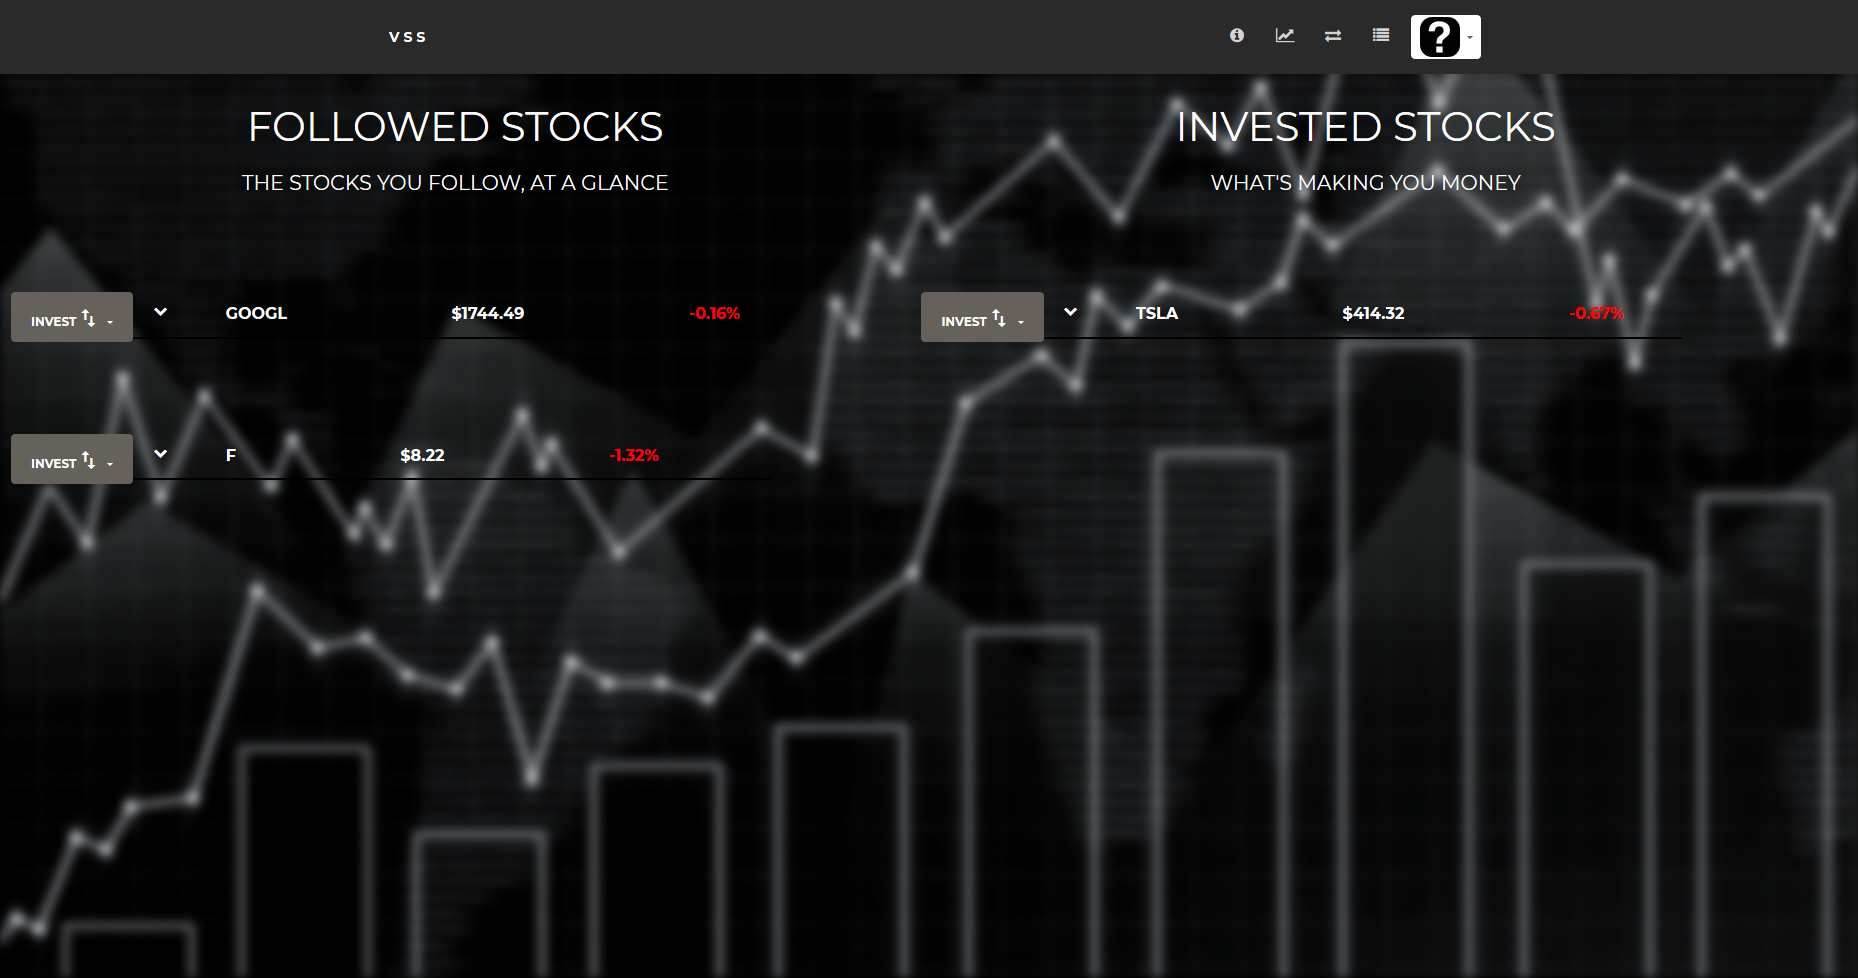 VSS
FOLLOWED STOCKS
THE STOCKS YOU FOLLOW, AT A GLANCE
INVEST GOOGL $1744.49 -0.16%
INVEST F $8.22 -1.32%
INVESTED STOCKS
WHAT'S MAKING YOU MONEY
INVEST TSLA $414.32 -0.67%